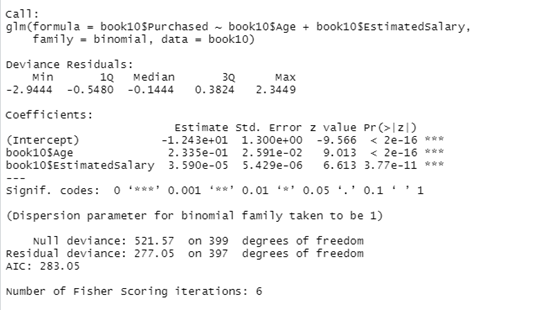 Call:
glm(formula = book10$Purchased ~ book10$Age + book10$EstimatedSalary,
    family = binomial, data = book10)
Deviance Residuals:
    Min      1Q  Median      3Q     Max
-2.9444 -0.5480 -0.1444  0.3824  2.3449
Coefficients:
                         Estimate Std. Error z value Pr(>|z|)
(Intercept)            -1.243e+01  1.300e+00  -9.566  < 2e-16 ***
book10$Age              2.335e-01  2.591e-02   9.013  < 2e-16 ***
book10$EstimatedSalary  3.590e-05  5.429e-06   6.613 3.77e-11 ***
---
Signif. codes:  0 ‘***’ 0.001 ‘**’ 0.01 ‘*’ 0.05 ‘.’ 0.1 ‘ ’ 1
(Dispersion parameter for binomial family taken to be 1)
    Null deviance: 521.57  on 399  degrees of freedom
Residual deviance: 277.05  on 397  degrees of freedom
AIC: 283.05
Number of Fisher Scoring iterations: 6